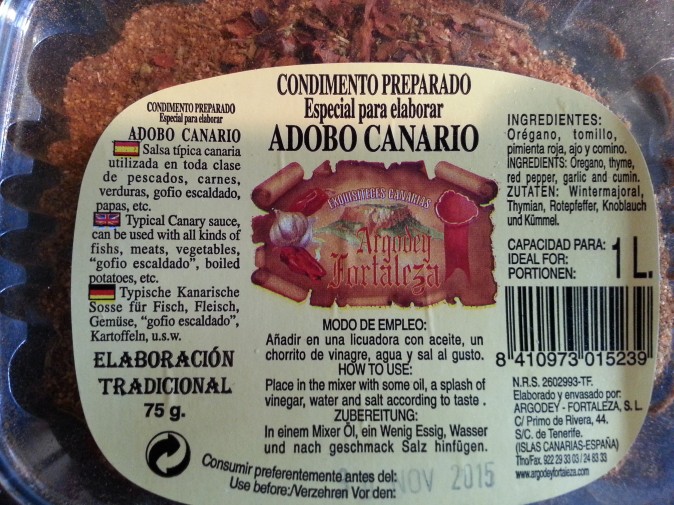 CONDIMENTO PREPARADO
Especial para elaborar
ADOBO CANARIO
Salsa típica canaria
utilizada en toda clase
de pescados, carnes,
verduras, gofio escaldado,
papas, etc.
Typical Canary sauce,
can be used with all kinds of
fishs, meats, vegetables,
"gofio escaldado", boiled
potatoes, etc.
Typische Kanarische
Sosse für Fisch, Fleisch,
Gemüse, "gofio escaldado",
Kartoffeln, u.s.w.
ELABORACIÓN
TRADICIONAL
75 g.
CONDIMENTO PREPARADO
Especial para elaborar
ADOBO CANARIO
EXQUISITECES CANARIAS
Argodey
Fortaleza
MODO DE EMPLEO:
Añadir en una licuadora con aceite, un
chorrito de vinagre, agua y sal al gusto.
HOW TO USE:
Place in the mixer with some oil, a splash of
vinegar, water and salt according to taste .
ZUBEREITUNG:
In einem Mixer Öl, ein Wenig Essig, Wasser
und nach geschmack Salz hinfügen.
Consumir preferentemente antes del:
Use before:/Verzehren Vor den:
NOV 2015
INGREDIENTES:
Orégano, tomillo,
pimienta roja, ajo y comino.
INGREDIENTS: Oregano, thyme,
red pepper, garlic and cumin.
ZUTATEN: Wintermajoral,
Thymian, Rotepfeffer, Knoblauch
und Kümmel.
CAPACIDAD PARA:
IDEAL FOR:
PORTIONEN:
1 L.
8 410973 015239
N.R.S. 2602993-TF.
Elaborado y envasado por:
ARGODEY - FORTALEZA, S. L.
C/ Primo de Rivera, 44.
S/C. de Tenerife.
(ISLAS CANARIAS-ESPAÑA)
Tfno/Fax. 922 29 33 03 / 24 83 33
www.argodeyfortaleza.com